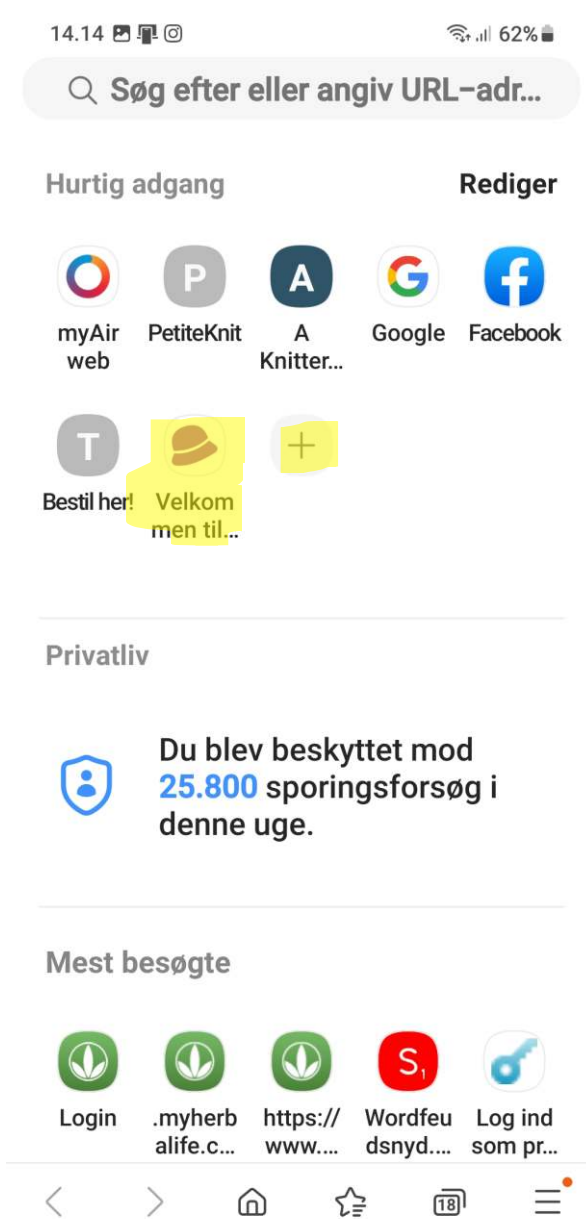 14.14 62%
Søg efter eller angiv URL-adr...
Hurtig adgang Rediger
P A G
myAir PetiteKnit A Google Facebook
web Knitter...
T
Bestil her! Velkom
men til...
Privatliv
Du blev beskyttet mod
25.800 sporingsforsøg i
denne uge.
Mest besøgte
S,
Login .myherb https:// Wordfeu Log ind
alife.c... www.... dsnyd.... som pr...
18